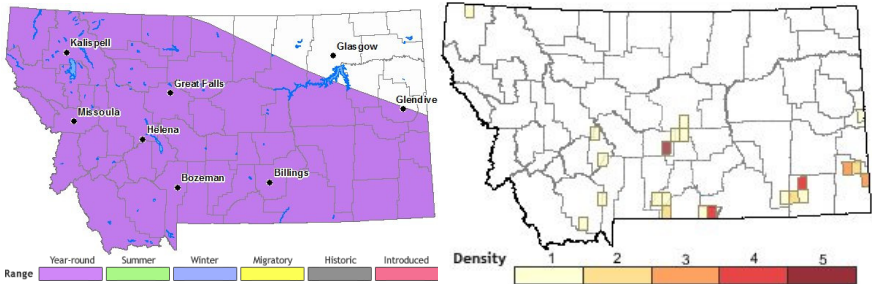 Kalispell
Glasgow
Great Falls
Glendive
Missoula
Helena
Bozeman
Billings
Year-round Summer Winter Migratory Historic Introduced
Range
Density 1 2 3 4 5